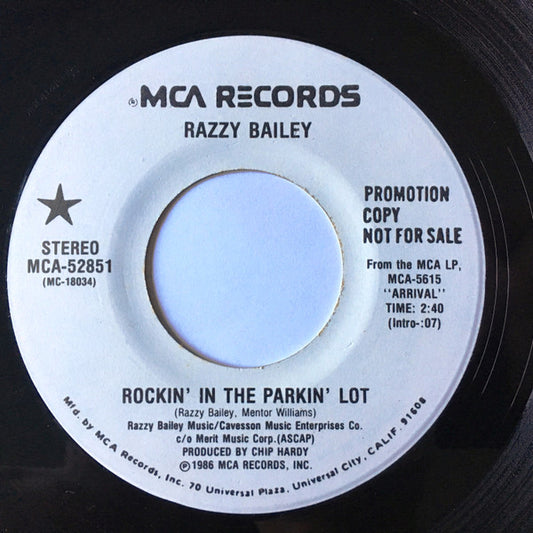 MCA RECORDS
RAZZY BAILEY
STEREO
MCA-52851
(MC-18034)
PROMOTION
COPY
NOT FOR SALE
From the MCA LP,
MCA-5615
"ARRIVAL"
TIME: 2:40
(Intro-:07)
ROCKIN' IN THE PARKIN' LOT
(Razzy Bailey, Mentor Williams)
Razzy Bailey Music/Cavesson Music Enterprises Co.
c/o Merit Music Corp.(ASCAP)
PRODUCED BY CHIP HARDY
℗1986 MCA RECORDS, INC.
Mfd. by MCA Records, Inc. 70 Universal Plaza, Universal City, CALIF. 91608